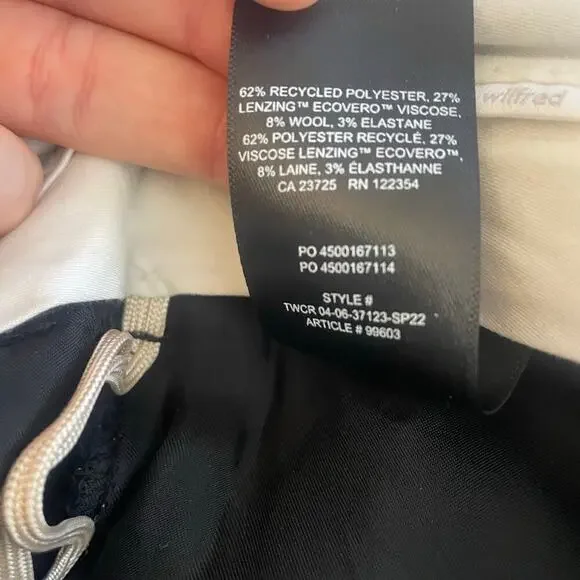 62% RECYCLED POLYESTER, 27%
LENZING™ ECOVERO™ VISCOSE,
8% WOOL, 3% ELASTANE
62% POLYESTER RECYCLÉ, 27%
VISCOSE LENZING™ ECOVERO™,
8% LAINE, 3% ÉLASTHANNE
CA 23725 RN 122354
PO 4500167113
PO 4500167114
STYLE #
TWCR 04-06-37123-SP22
ARTICLE # 99603
wilfred